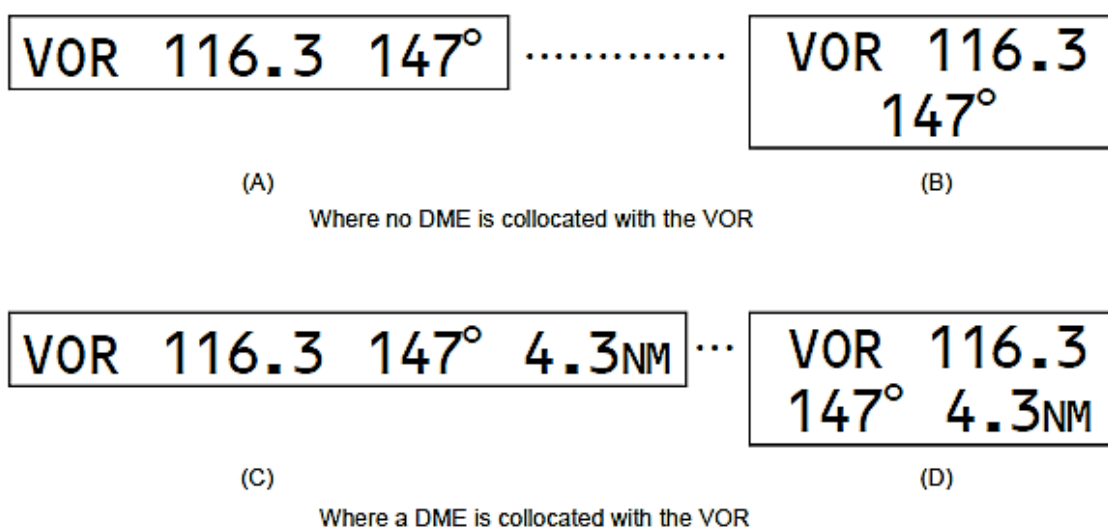 VOR 116.3 147°
VOR 116.3
147°
(A)
(B)
Where no DME is collocated with the VOR
VOR 116.3 147° 4.3NM
VOR 116.3
147° 4.3NM
(C)
(D)
Where a DME is collocated with the VOR